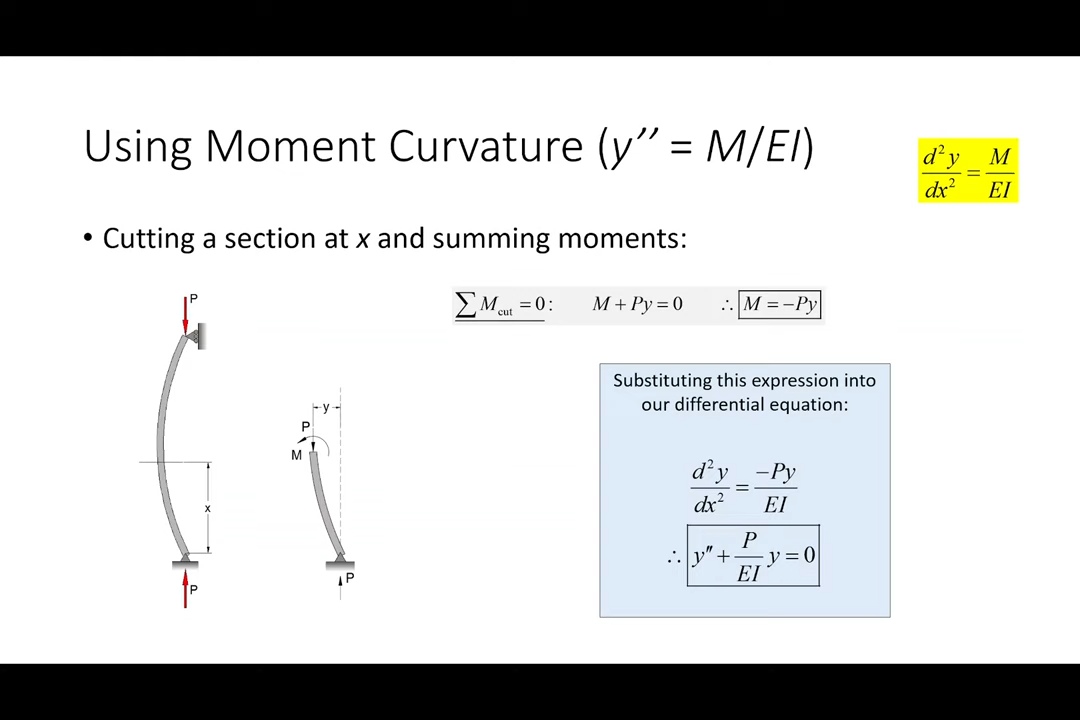 Using Moment Curvature (y’’ = M/EI)
d²y/dx² = M/EI
• Cutting a section at x and summing moments:
∑M_cut = 0: M + Py = 0 ∴ M = −Py
P
x
P
y
P
M
P
Substituting this expression into
our differential equation:
d²y/dx² = −Py/EI
∴ y″ + P/EI y = 0